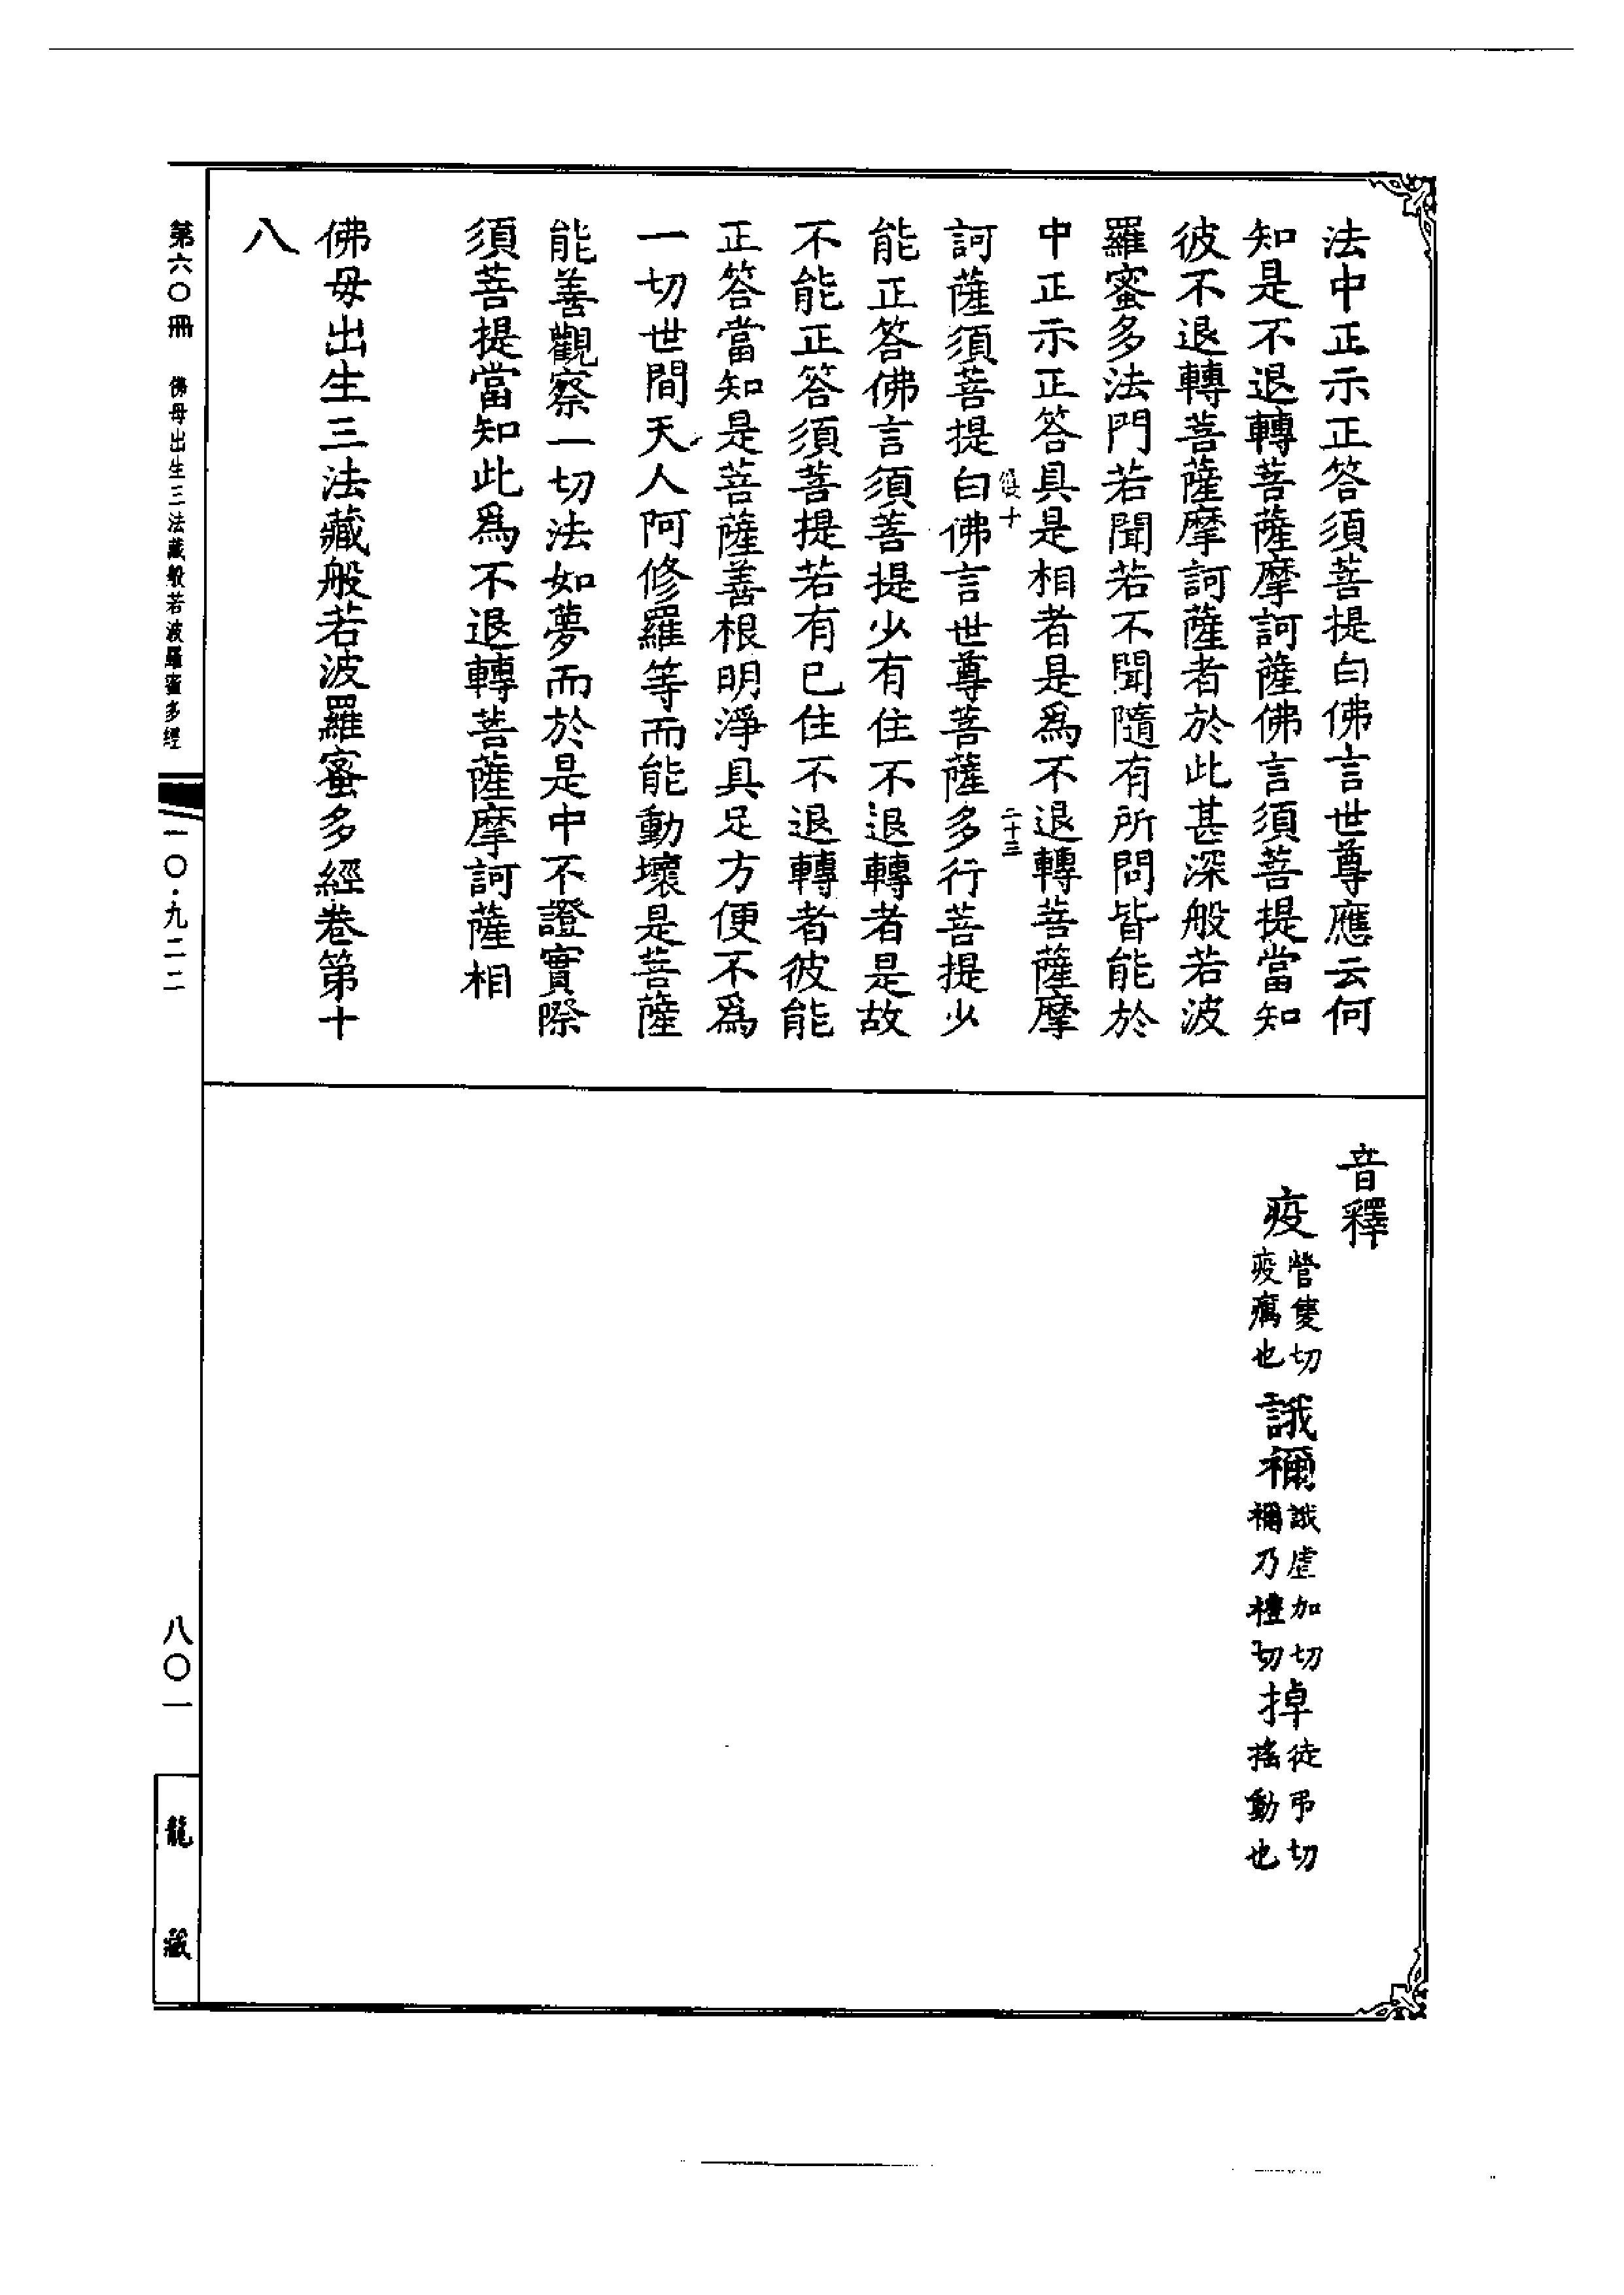 法中正示正答須菩提白佛言世尊應云何
知是不退轉菩薩摩訶薩佛言須菩提當知
彼不退轉菩薩摩訶薩者於此甚深般若波
羅蜜多法門若聞若不聞隨有所問皆能於
中正示正答具是相者是爲不退轉菩薩摩
十
二十三
訶薩須菩提白佛言世尊菩薩多行菩提少
能正答佛言須菩提少有住不退轉者是故
不能正答須菩提若有已住不退轉者彼能
正答當知是菩薩善根明淨具足方便不爲
一切世間天人阿修羅等而能動壞是菩薩
能善觀察一切法如夢而於是中不證實際
須菩提當知此爲不退轉菩薩摩訶薩相
佛母出生三法藏般若波羅蜜多經卷第十
八
音釋
疫 營隻切
疫癘也
誐禰 誐虐加切
禰乃禮切
掉 徒弔切
搖動也
第六〇冊 佛母出生三法藏般若波羅蜜多經 一〇·九二二
八〇一
龍藏